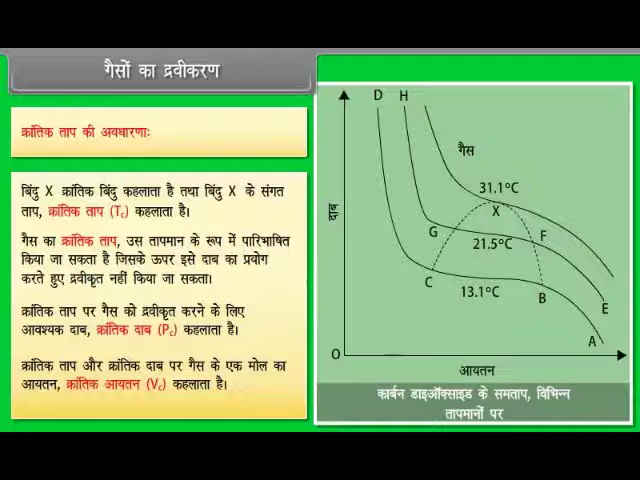 गैसों का द्रवीकरण
क्रांतिक ताप की अवधारणाः
बिंदु X क्रांतिक बिंदु कहलाता है तथा बिंदु X के संगत
ताप, क्रांतिक ताप (Tc) कहलाता है।
गैस का क्रांतिक ताप, उस तापमान के रूप में परिभाषित
किया जा सकता है जिसके ऊपर इसे दाब का प्रयोग
करते हुए द्रवीकृत नहीं किया जा सकता।
क्रांतिक ताप पर गैस को द्रवीकृत करने के लिए
आवश्यक दाब, क्रांतिक दाब (Pc) कहलाता है।
क्रांतिक ताप और क्रांतिक दाब पर गैस के एक मोल का
आयतन, क्रांतिक आयतन (Vc) कहलाता है।
D H
गैस
31.1°C
X
दाब
G
21.5°C
F
C
13.1°C
B
E
A
O
आयतन
कार्बन डाइऑक्साइड के समताप, विभिन्न
तापमानों पर